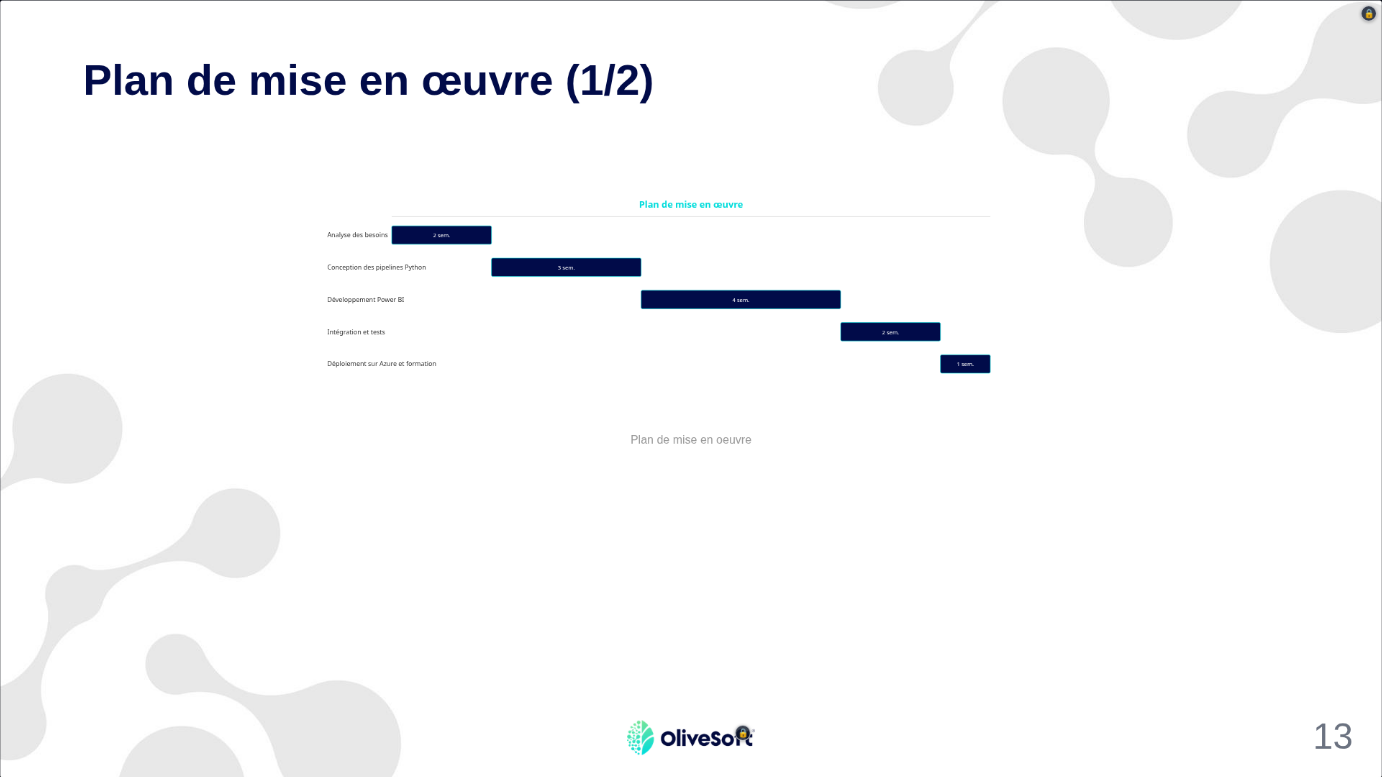 Plan de mise en œuvre (1/2)
Plan de mise en œuvre
Analyse des besoins
2 sem.
Conception des pipelines Python
3 sem.
Développement Power BI
4 sem.
Intégration et tests
2 sem.
Déploiement sur Azure et formation
1 sem.
Plan de mise en oeuvre
OliveSoft
13